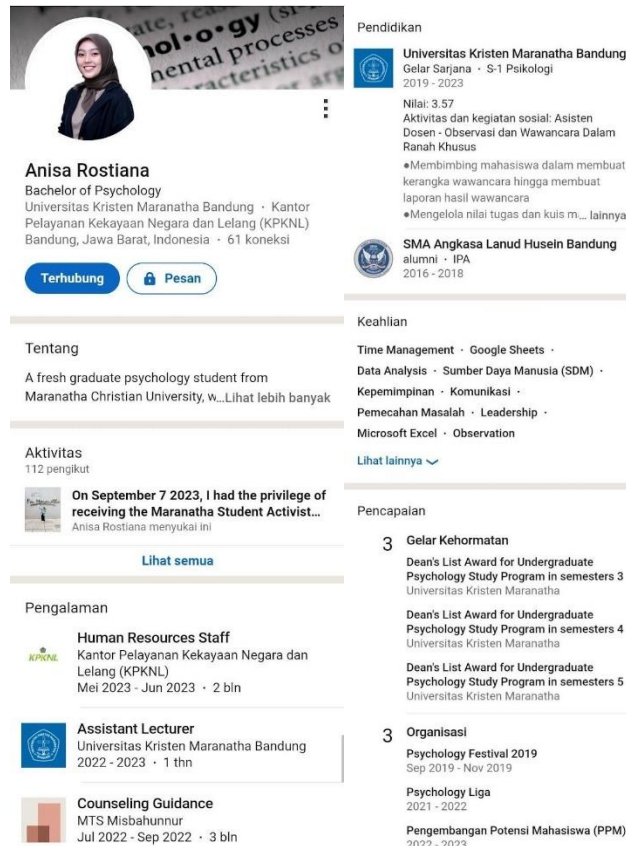 ate, reas
hol•o•gy (si
mental processes
characteristics o
Anisa Rostiana
Bachelor of Psychology
Universitas Kristen Maranatha Bandung · Kantor
Pelayanan Kekayaan Negara dan Lelang (KPKNL)
Bandung, Jawa Barat, Indonesia · 61 koneksi
Terhubung
Pesan
Tentang
A fresh graduate psychology student from
Maranatha Christian University, w...Lihat lebih banyak
Aktivitas
112 pengikut
On September 7 2023, I had the privilege of
receiving the Maranatha Student Activist...
Anisa Rostiana menyukai ini
Lihat semua
Pengalaman
KPKNL
Human Resources Staff
Kantor Pelayanan Kekayaan Negara dan
Lelang (KPKNL)
Mei 2023 - Jun 2023 · 2 bln
Assistant Lecturer
Universitas Kristen Maranatha Bandung
2022 - 2023 · 1 thn
Counseling Guidance
MTS Misbahunnur
Jul 2022 - Sep 2022 · 3 bln
Pendidikan
Universitas Kristen Maranatha Bandung
Gelar Sarjana · S-1 Psikologi
2019 - 2023
Nilai: 3.57
Aktivitas dan kegiatan sosial: Asisten
Dosen - Observasi dan Wawancara Dalam
Ranah Khusus
●Membimbing mahasiswa dalam membuat
kerangka wawancara hingga membuat
laporan hasil wawancara
●Mengelola nilai tugas dan kuis m... lainnya
SMA Angkasa Lanud Husein Bandung
alumni · IPA
2016 - 2018
Keahlian
Time Management · Google Sheets ·
Data Analysis · Sumber Daya Manusia (SDM) ·
Kepemimpinan · Komunikasi ·
Pemecahan Masalah · Leadership ·
Microsoft Excel · Observation
Lihat lainnya
Pencapaian
3 Gelar Kehormatan
Dean's List Award for Undergraduate
Psychology Study Program in semesters 3
Universitas Kristen Maranatha
Dean's List Award for Undergraduate
Psychology Study Program in semesters 4
Universitas Kristen Maranatha
Dean's List Award for Undergraduate
Psychology Study Program in semesters 5
Universitas Kristen Maranatha
3 Organisasi
Psychology Festival 2019
Sep 2019 - Nov 2019
Psychology Liga
2021 - 2022
Pengembangan Potensi Mahasiswa (PPM)
2022 - 2023